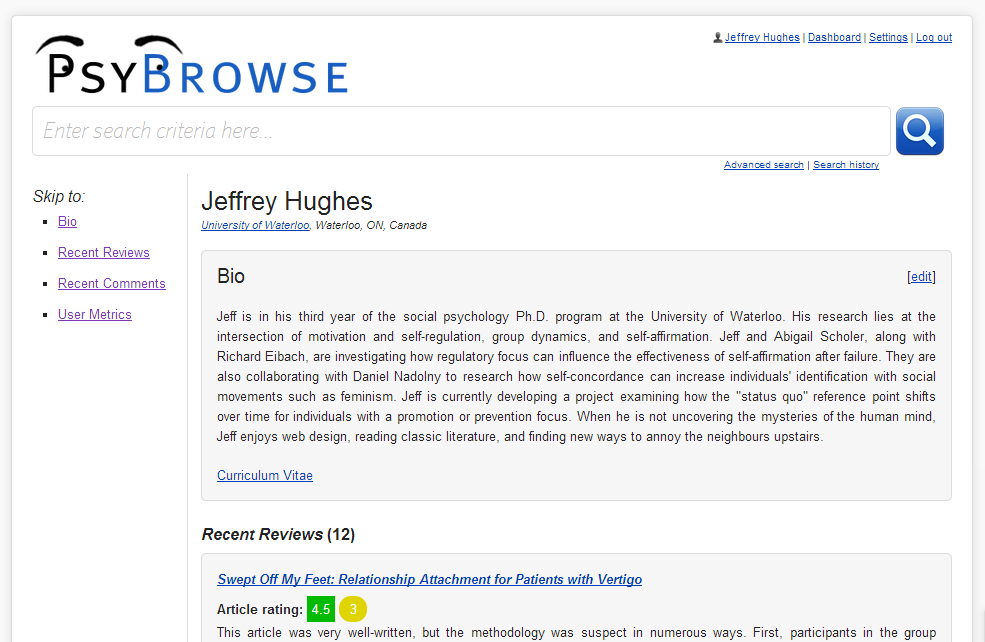 PsyBrowse
Jeffrey Hughes | Dashboard | Settings | Log out
Enter search criteria here...
Advanced search | Search history
Skip to:
Bio
Recent Reviews
Recent Comments
User Metrics
Jeffrey Hughes
University of Waterloo, Waterloo, ON, Canada
Bio
[edit]
Jeff is in his third year of the social psychology Ph.D. program at the University of Waterloo. His research lies at the
intersection of motivation and self-regulation, group dynamics, and self-affirmation. Jeff and Abigail Scholer, along with
Richard Eibach, are investigating how regulatory focus can influence the effectiveness of self-affirmation after failure. They are
also collaborating with Daniel Nadolny to research how self-concordance can increase individuals' identification with social
movements such as feminism. Jeff is currently developing a project examining how the "status quo" reference point shifts
over time for individuals with a promotion or prevention focus. When he is not uncovering the mysteries of the human mind,
Jeff enjoys web design, reading classic literature, and finding new ways to annoy the neighbours upstairs.
Curriculum Vitae
Recent Reviews (12)
Swept Off My Feet: Relationship Attachment for Patients with Vertigo
Article rating: 4.5 3
This article was very well-written, but the methodology was suspect in numerous ways. First, participants in the group